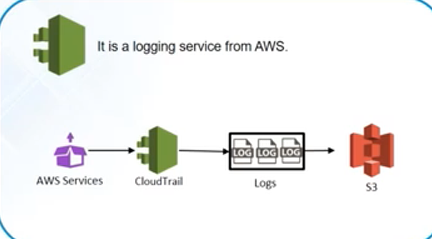 It is a logging service from AWS.
LOG LOG LOG
AWS Services
CloudTrail
Logs
S3